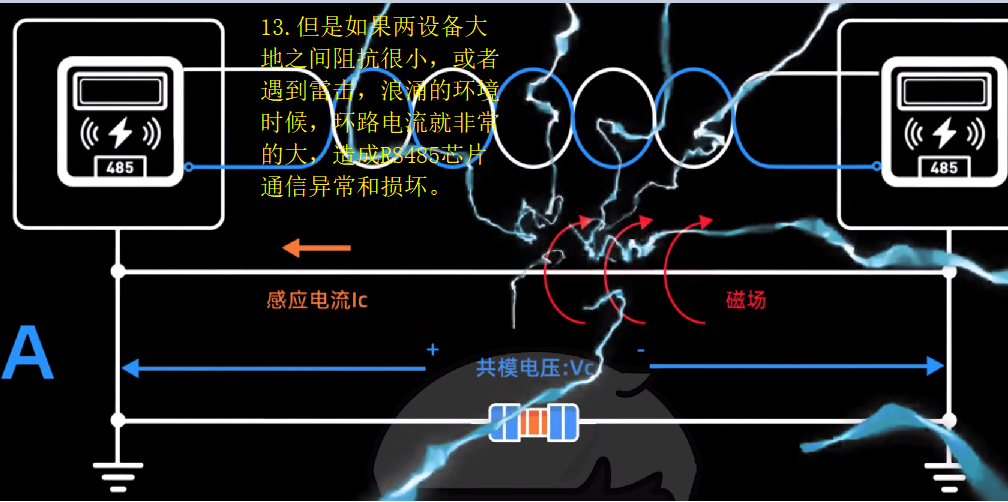 13.但是如果两设备大
地之间阻抗很小，或者
遇到雷击，浪涌的环境
时候，环路电流就非常
的大，造成RS485芯片
通信异常和损坏。
485
485
感应电流Ic
磁场
A
+
-
共模电压:Vc